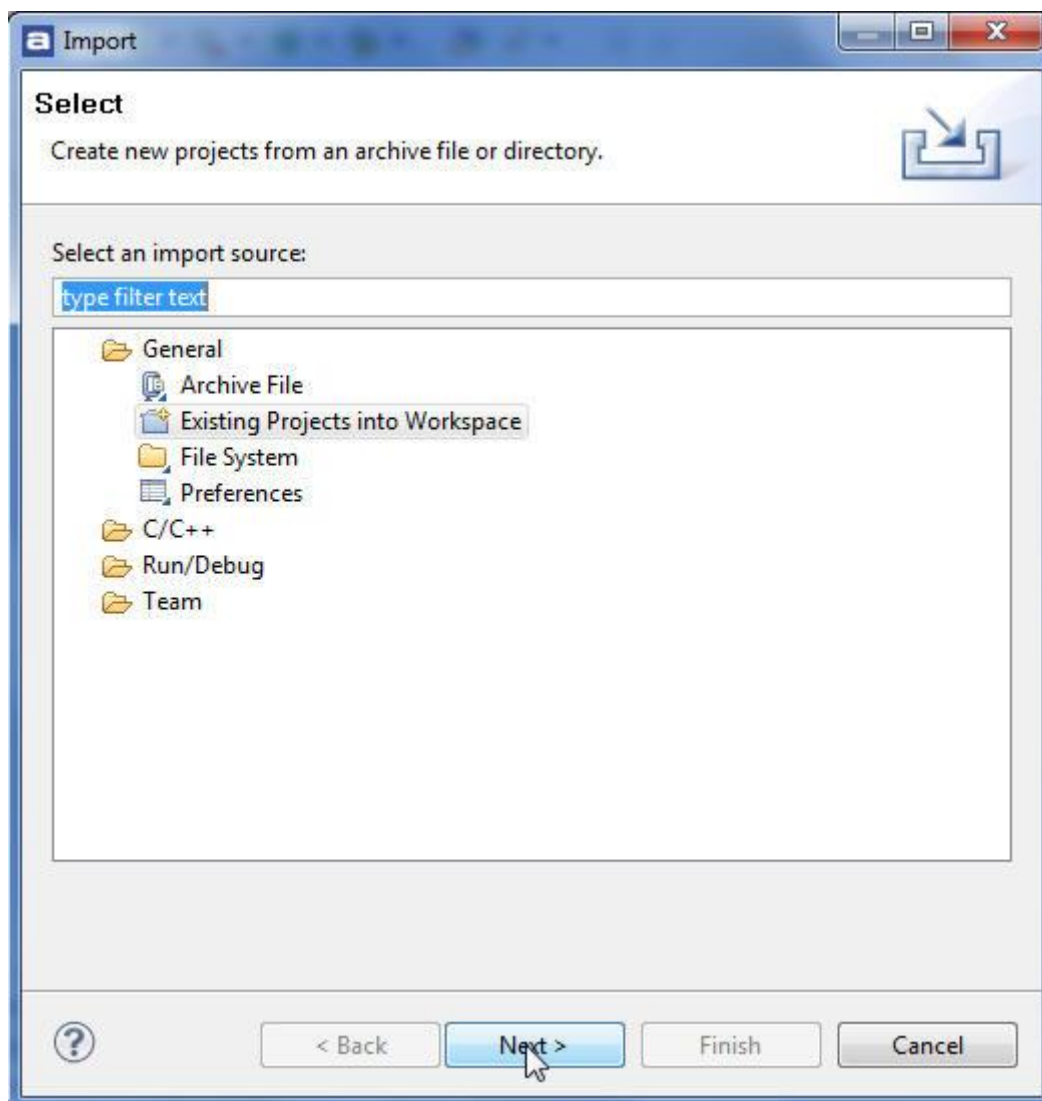 a Import
Select
Create new projects from an archive file or directory.
Select an import source:
type filter text
General
Archive File
Existing Projects into Workspace
File System
Preferences
C/C++
Run/Debug
Team
? < Back Next > Finish Cancel